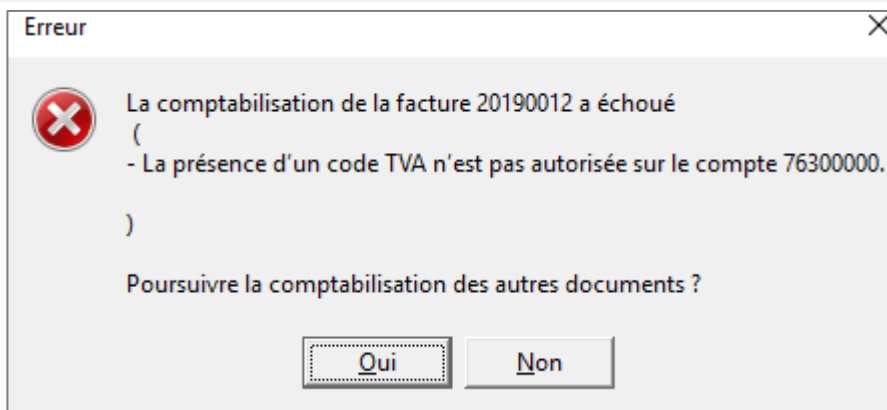 Erreur
La comptabilisation de la facture 20190012 a échoué
(
- La présence d'un code TVA n'est pas autorisée sur le compte 76300000.
)
Poursuivre la comptabilisation des autres documents ?
Oui
Non